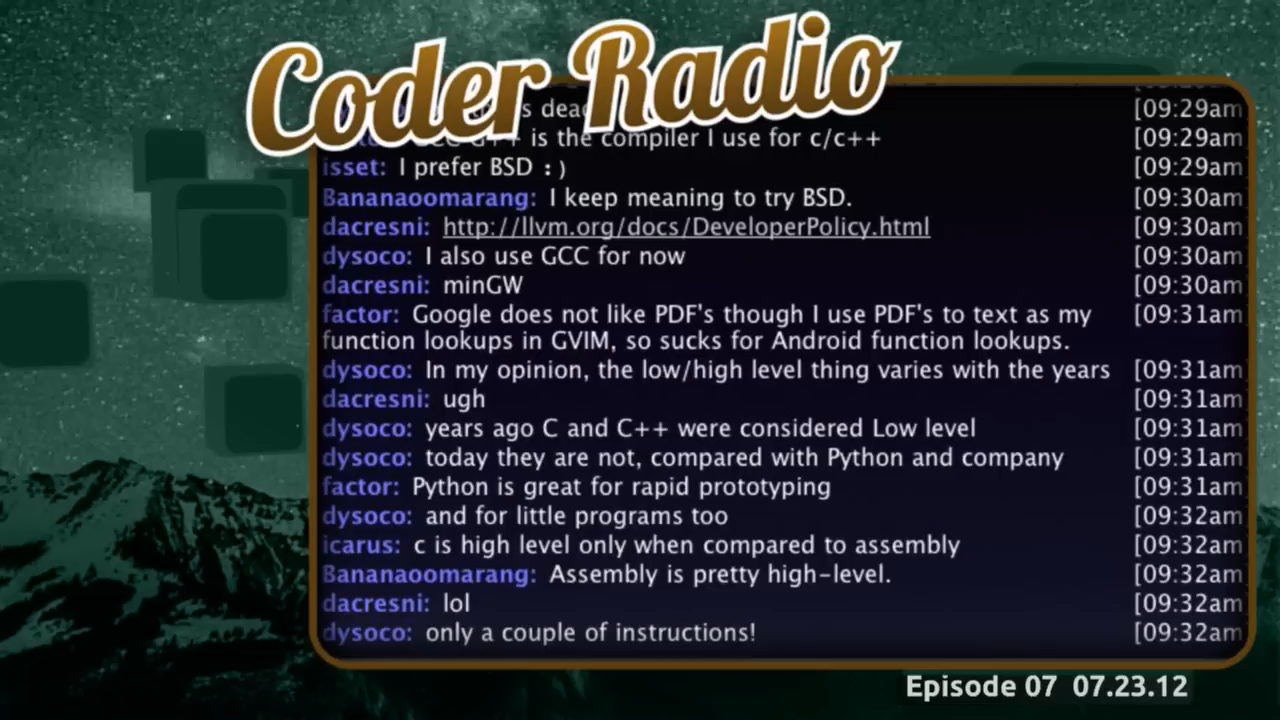 Coder Radio
s dead [09:29am
is the compiler I use for c/c++ [09:29am
isset: I prefer BSD :) [09:29am
Bananaoomarang: I keep meaning to try BSD. [09:30am
dacresni: http://llvm.org/docs/DeveloperPolicy.html [09:30am
dysoco: I also use GCC for now [09:30am
dacresni: minGW [09:30am
factor: Google does not like PDF's though I use PDF's to text as my [09:31am
function lookups in GVIM, so sucks for Android function lookups.
dysoco: In my opinion, the low/high level thing varies with the years [09:31am
dacresni: ugh [09:31am
dysoco: years ago C and C++ were considered Low level [09:31am
dysoco: today they are not, compared with Python and company [09:31am
factor: Python is great for rapid prototyping [09:31am
dysoco: and for little programs too [09:32am
icarus: c is high level only when compared to assembly [09:32am
Bananaoomarang: Assembly is pretty high-level. [09:32am
dacresni: lol [09:32am
dysoco: only a couple of instructions! [09:32am
Episode 07 07.23.12